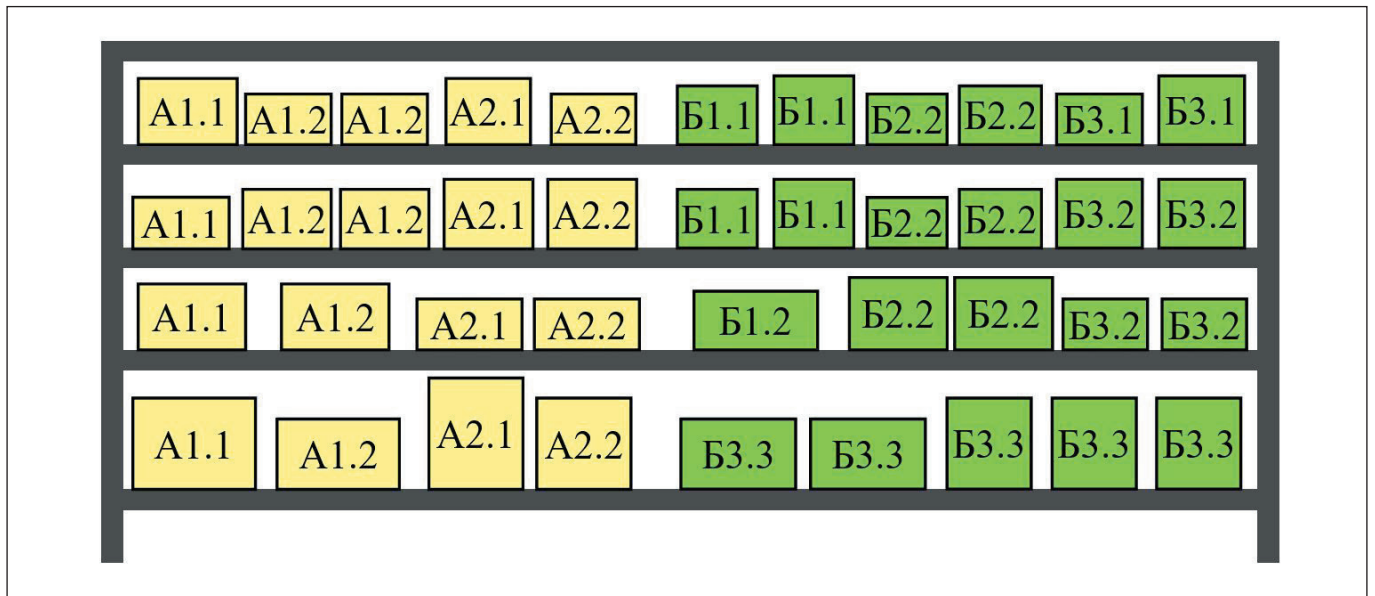 А1.1 А1.2 А1.2 А2.1 А2.2 Б1.1 Б1.1 Б2.2 Б2.2 Б3.1 Б3.1
А1.1 А1.2 А1.2 А2.1 А2.2 Б1.1 Б1.1 Б2.2 Б2.2 Б3.2 Б3.2
А1.1 А1.2 А2.1 А2.2 Б1.2 Б2.2 Б2.2 Б3.2 Б3.2
А1.1 А1.2 А2.1 А2.2 Б3.3 Б3.3 Б3.3 Б3.3 Б3.3